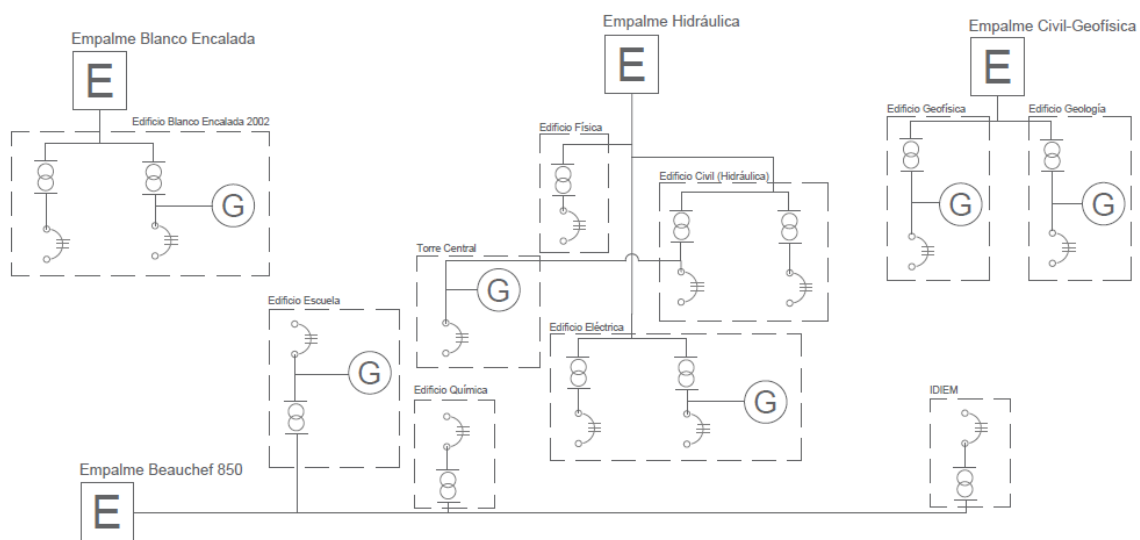 Empalme Blanco Encalada
E
Edificio Blanco Encalada 2002
G
Empalme Hidráulica
E
Empalme Civil-Geofísica
E
Edificio Geofísica
G
Edificio Geología
G
Edificio Física
Edificio Civil (Hidráulica)
Torre Central
G
Edificio Escuela
G
Edificio Eléctrica
G
Edificio Química
IDIEM
Empalme Beauchef 850
E